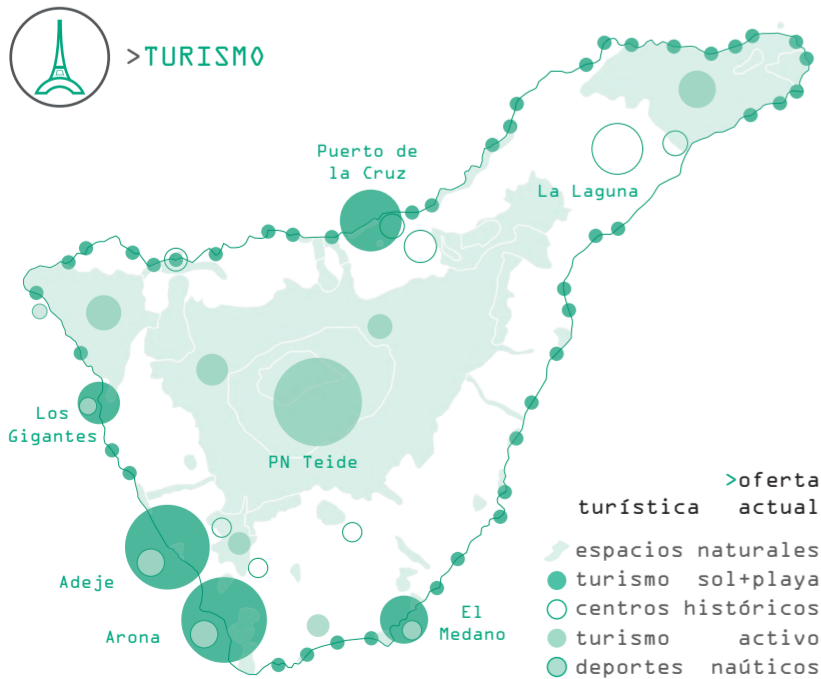 >TURISMO
Puerto de
la Cruz
La Laguna
Los
Gigantes
PN Teide
Adeje
Arona
El
Medano
>oferta
turística actual
espacios naturales
turismo sol+playa
centros históricos
turismo activo
deportes naúticos